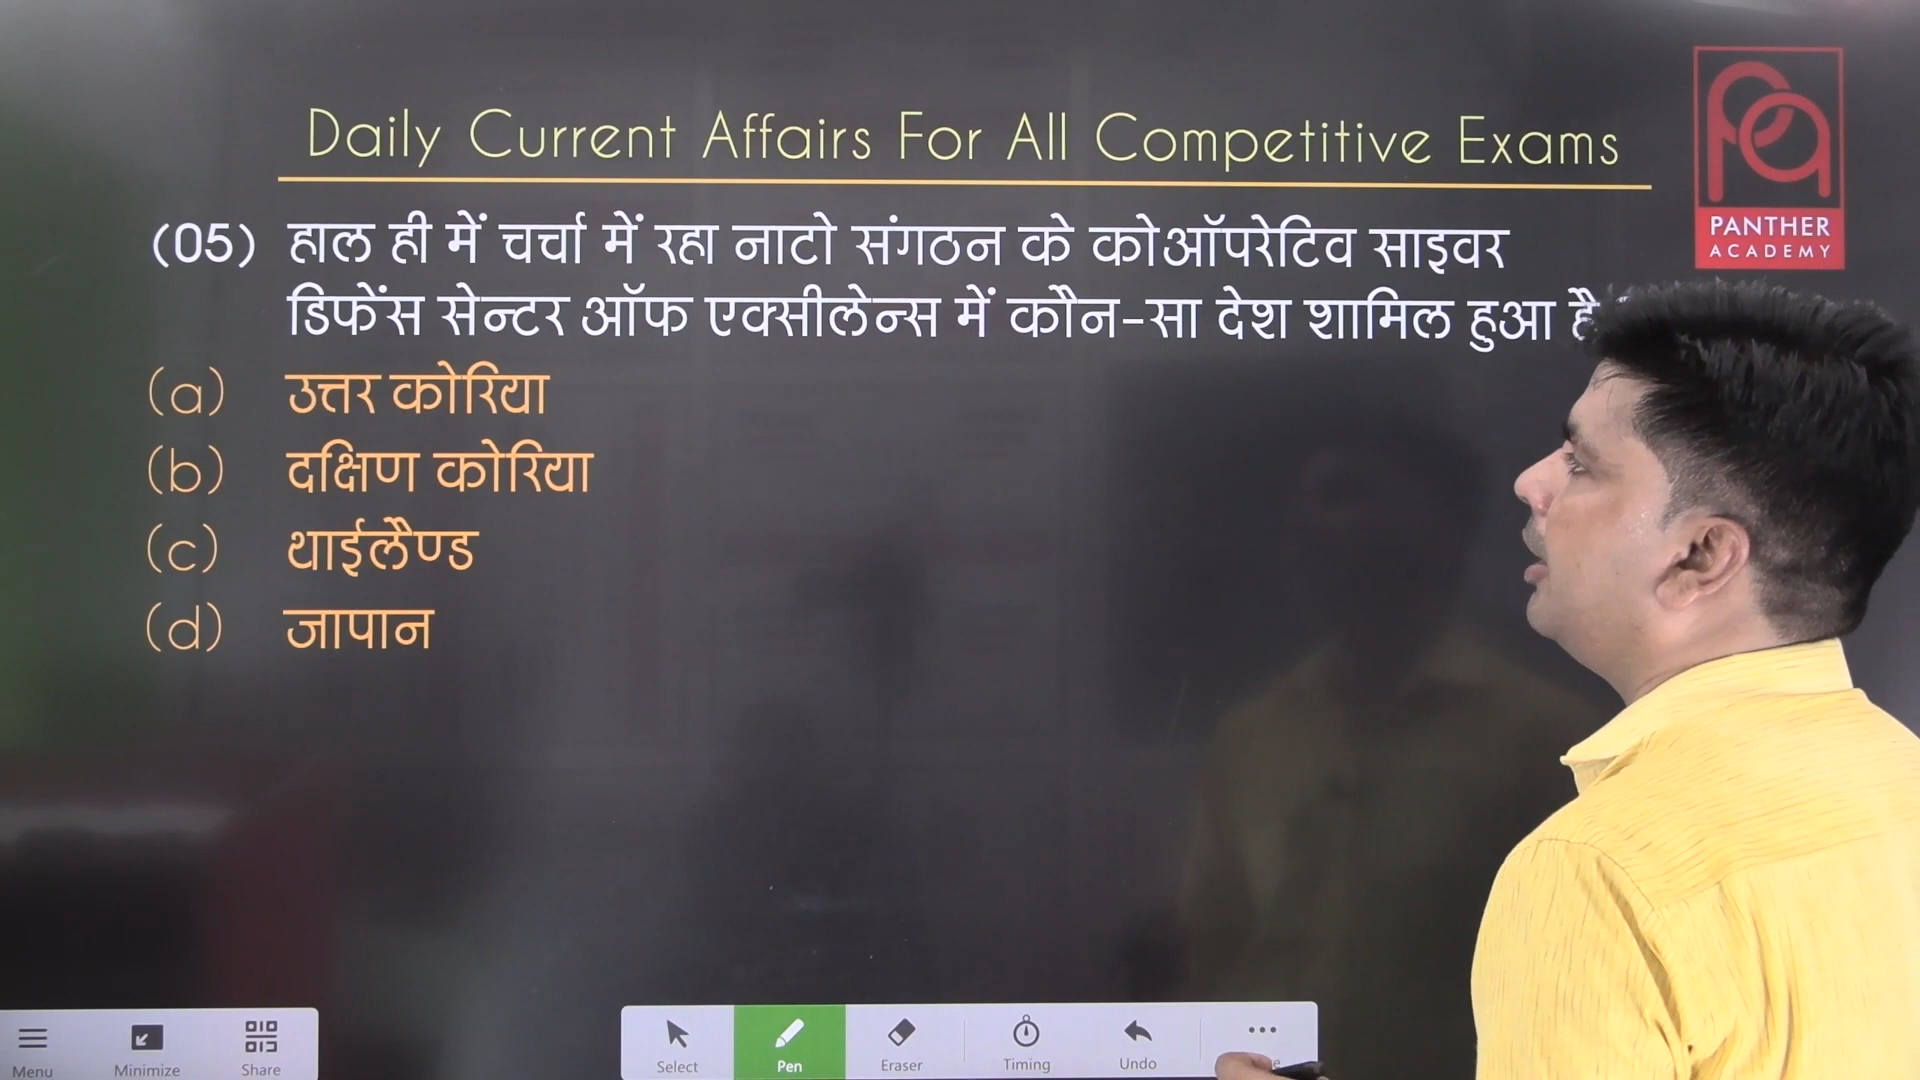 Daily Current Affairs For All Competitive Exams
PANTHER
ACADEMY
(05) हाल ही में चर्चा में रहा नाटो संगठन के कोऑपरेटिव साइवर
डिफेंस सेन्टर ऑफ एक्सीलेन्स में कौन-सा देश शामिल हुआ है
(a) उत्तर कोरिया
(b) दक्षिण कोरिया
(c) थाईलैण्ड
(d) जापान
Menu Minimize Share Select Pen Eraser Timing Undo